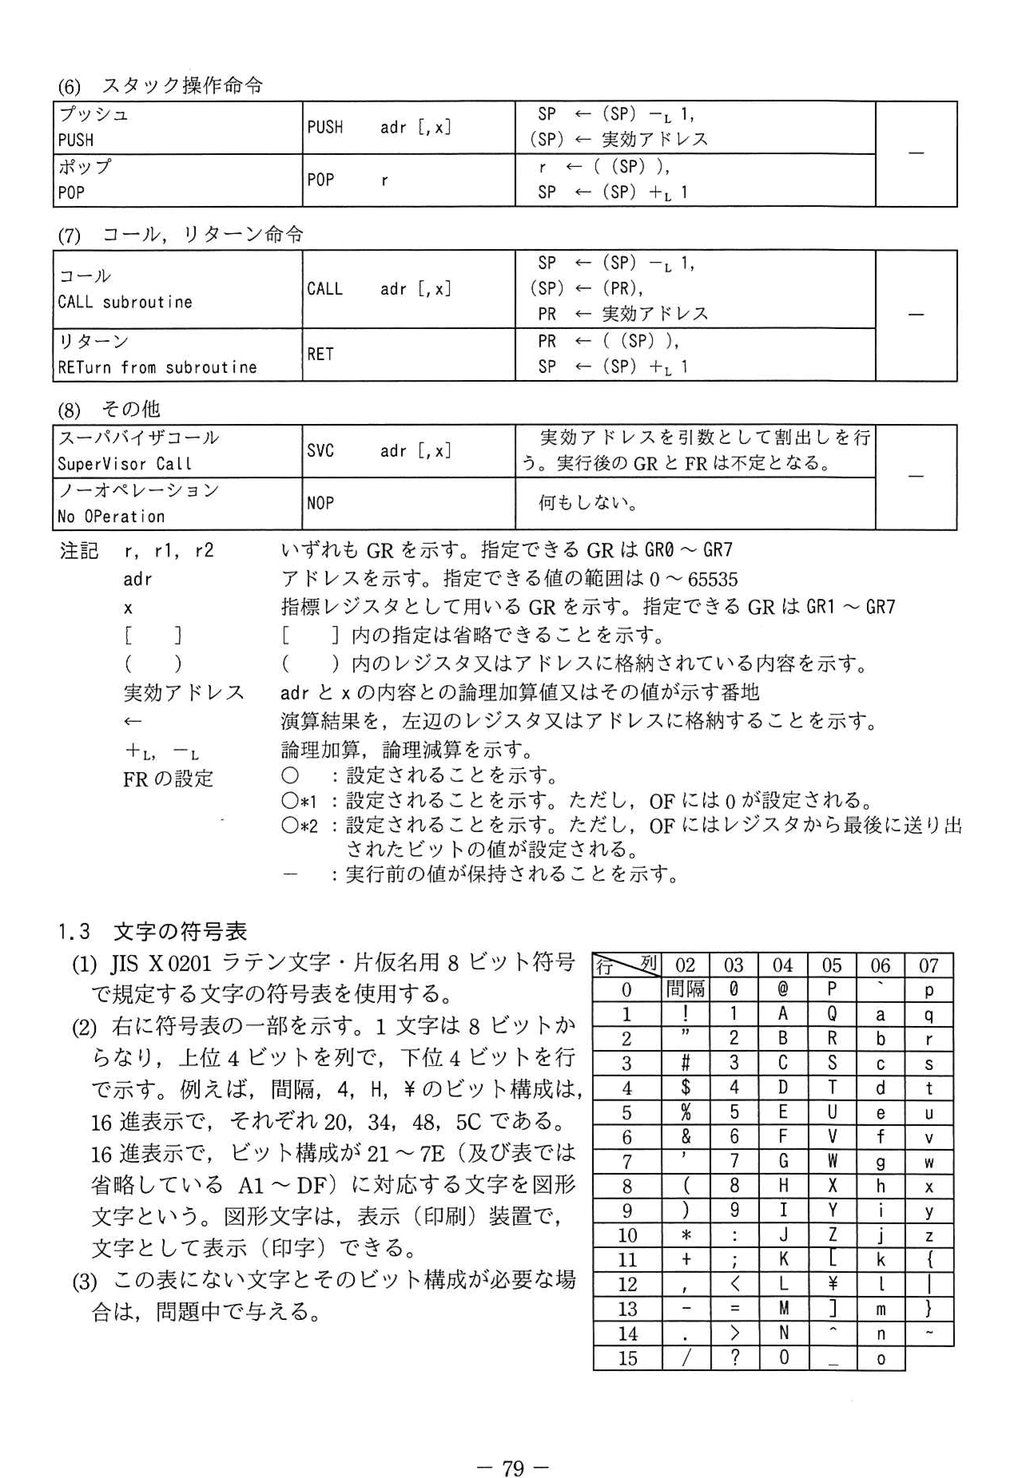 (6) スタック操作命令
プッシュ
PUSH
PUSH adr [,x]
SP ← (SP) －L 1,
(SP) ← 実効アドレス
－
ポップ
POP
POP r
r ← ( (SP) ),
SP ← (SP) ＋L 1
(7) コール，リターン命令
コール
CALL subroutine
CALL adr [,x]
SP ← (SP) －L 1,
(SP) ← (PR),
PR ← 実効アドレス
－
リターン
RETurn from subroutine
RET
PR ← ( (SP) ),
SP ← (SP) ＋L 1
(8) その他
スーパバイザコール
SuperVisor Call
SVC adr [,x]
実効アドレスを引数として割出しを行
う。実行後の GR と FR は不定となる。
－
ノーオペレーション
No OPeration
NOP
何もしない。
注記 r, r1, r2 いずれも GR を示す。指定できる GR は GR0 ～ GR7
adr アドレスを示す。指定できる値の範囲は 0 ～ 65535
x 指標レジスタとして用いる GR を示す。指定できる GR は GR1 ～ GR7
[ ] [ ] 内の指定は省略できることを示す。
( ) ( ) 内のレジスタ又はアドレスに格納されている内容を示す。
実効アドレス adr と x の内容との論理加算値又はその値が示す番地
← 演算結果を，左辺のレジスタ又はアドレスに格納することを示す。
＋L, －L 論理加算，論理減算を示す。
FR の設定 ○ ：設定されることを示す。
○*1 ：設定されることを示す。ただし，OF には 0 が設定される。
○*2 ：設定されることを示す。ただし，OF にはレジスタから最後に送り出
されたビットの値が設定される。
－ ：実行前の値が保持されることを示す。
1.3 文字の符号表
(1) JIS X 0201 ラテン文字・片仮名用 8 ビット符号
で規定する文字の符号表を使用する。
(2) 右に符号表の一部を示す。1 文字は 8 ビットか
らなり，上位 4 ビットを列で，下位 4 ビットを行
で示す。例えば，間隔，4，H，¥ のビット構成は，
16 進表示で，それぞれ 20，34，48，5C である。
16 進表示で，ビット構成が 21 ～ 7E（及び表では
省略している A1 ～ DF）に対応する文字を図形
文字という。図形文字は，表示（印刷）装置で，
文字として表示（印字）できる。
(3) この表にない文字とそのビット構成が必要な場
合は，問題中で与える。
行 列 02 03 04 05 06 07
0 間隔 0 @ P ` p
1 ! 1 A Q a q
2 ” 2 B R b r
3 # 3 C S c s
4 $ 4 D T d t
5 % 5 E U e u
6 & 6 F V f v
7 ' 7 G W g w
8 ( 8 H X h x
9 ) 9 I Y i y
10 * : J Z j z
11 + ; K [ k {
12 , < L ¥ l |
13 - = M ] m }
14 . > N ^ n ~
15 / ? O _ o
－ 79 －